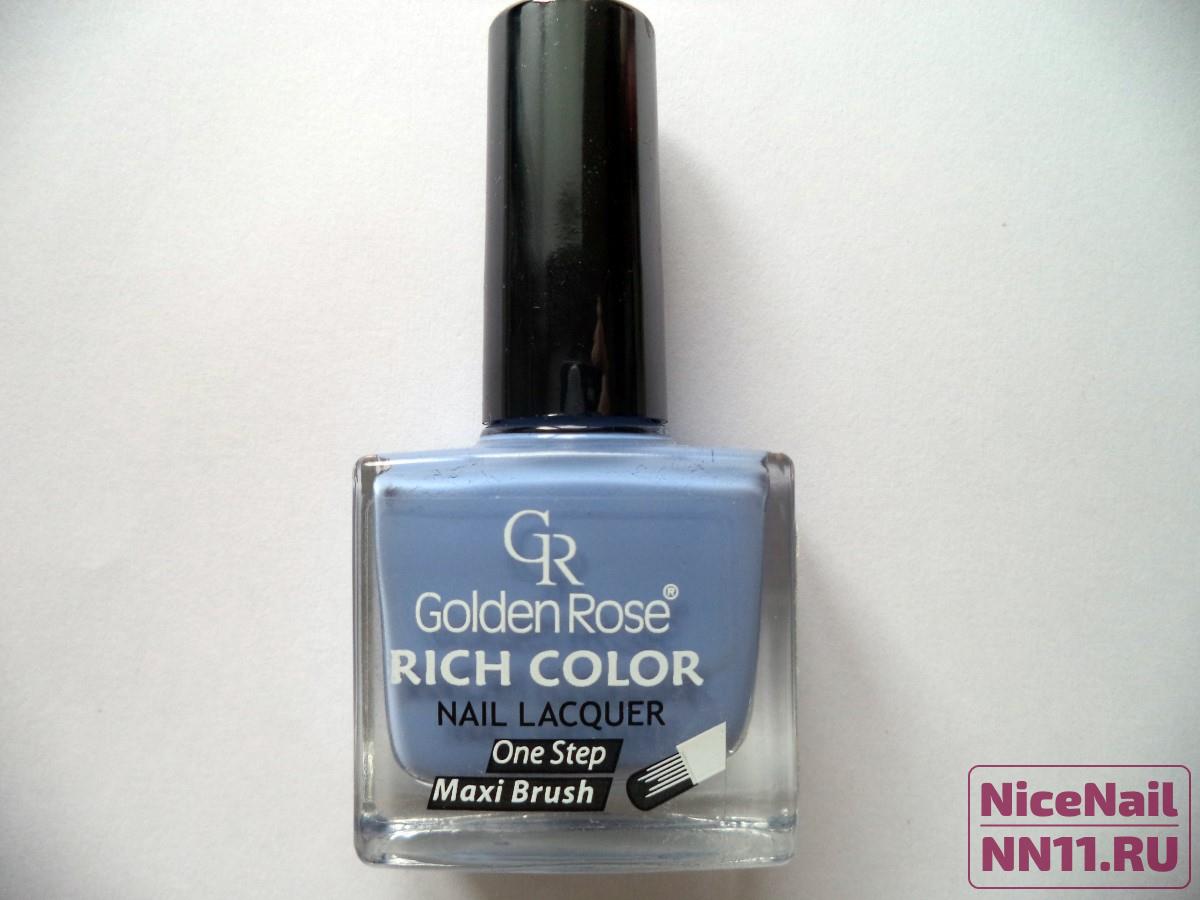 GR
Golden Rose®
RICH COLOR
NAIL LACQUER
One Step
Maxi Brush
NiceNail
NN11.RU